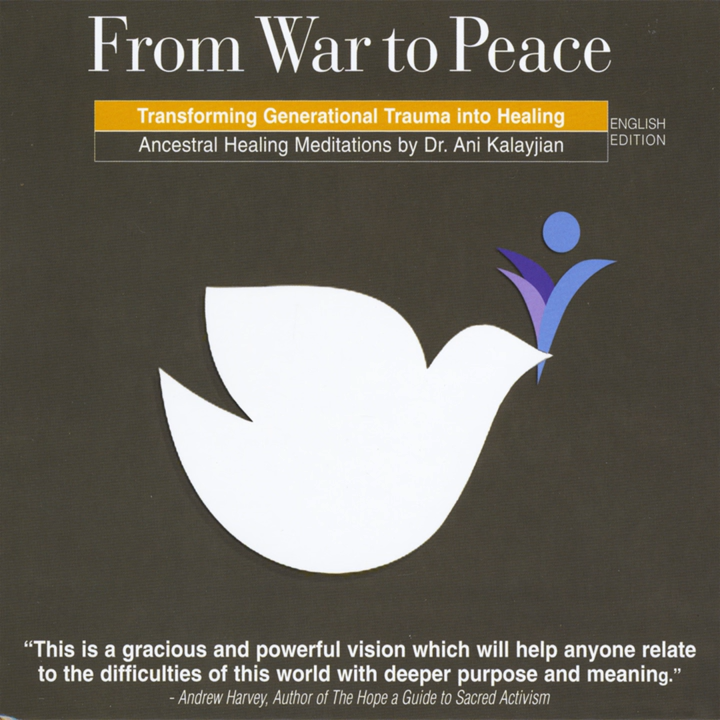 From War to Peace
Transforming Generational Trauma into Healing
Ancestral Healing Meditations by Dr. Ani Kalayjian
ENGLISH
EDITION
“This is a gracious and powerful vision which will help anyone relate
to the difficulties of this world with deeper purpose and meaning.”
- Andrew Harvey, Author of The Hope a Guide to Sacred Activism